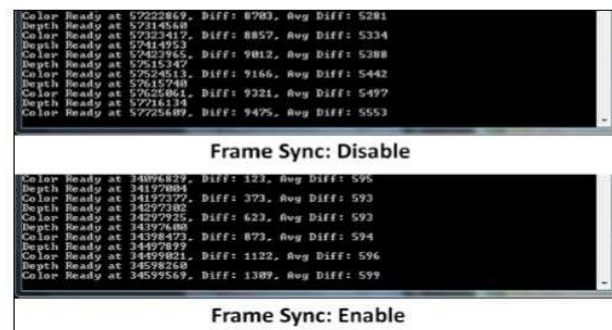 Color Ready at 57222869, Diff: 8703, Avg Diff: 5281
Depth Ready at 57314560
Color Ready at 57323417, Diff: 8857, Avg Diff: 5334
Depth Ready at 57414953
Color Ready at 57423965, Diff: 9012, Avg Diff: 5388
Depth Ready at 57515347
Color Ready at 57524513, Diff: 9166, Avg Diff: 5442
Depth Ready at 57615740
Color Ready at 57625061, Diff: 9321, Avg Diff: 5497
Depth Ready at 57716134
Color Ready at 57725609, Diff: 9475, Avg Diff: 5553
Frame Sync: Disable
Color Ready at 34096829, Diff: 123, Avg Diff: 595
Depth Ready at 34197004
Color Ready at 34197377, Diff: 373, Avg Diff: 593
Depth Ready at 34297302
Color Ready at 34297925, Diff: 623, Avg Diff: 593
Depth Ready at 34397600
Color Ready at 34398473, Diff: 873, Avg Diff: 594
Depth Ready at 34497899
Color Ready at 34499021, Diff: 1122, Avg Diff: 596
Depth Ready at 34598260
Color Ready at 34599569, Diff: 1309, Avg Diff: 599
Frame Sync: Enable